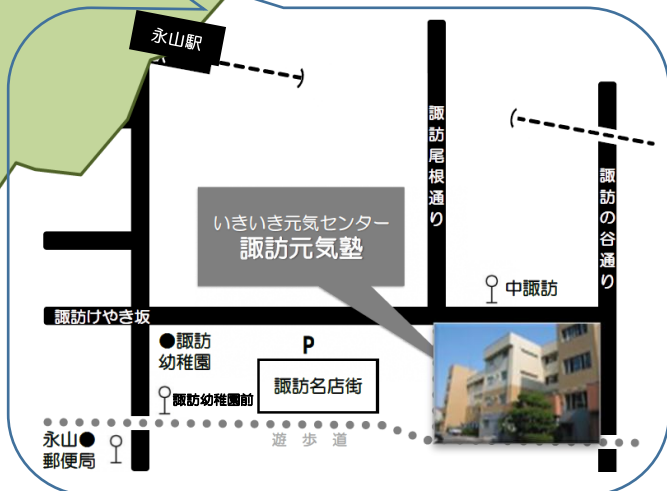 永山駅
諏訪尾根通り
諏訪の谷通り
いきいき元気センター
諏訪元気塾
中諏訪
諏訪けやき坂
●諏訪
幼稚園
P
諏訪名店街
諏訪幼稚園前
永山●
郵便局
遊歩道